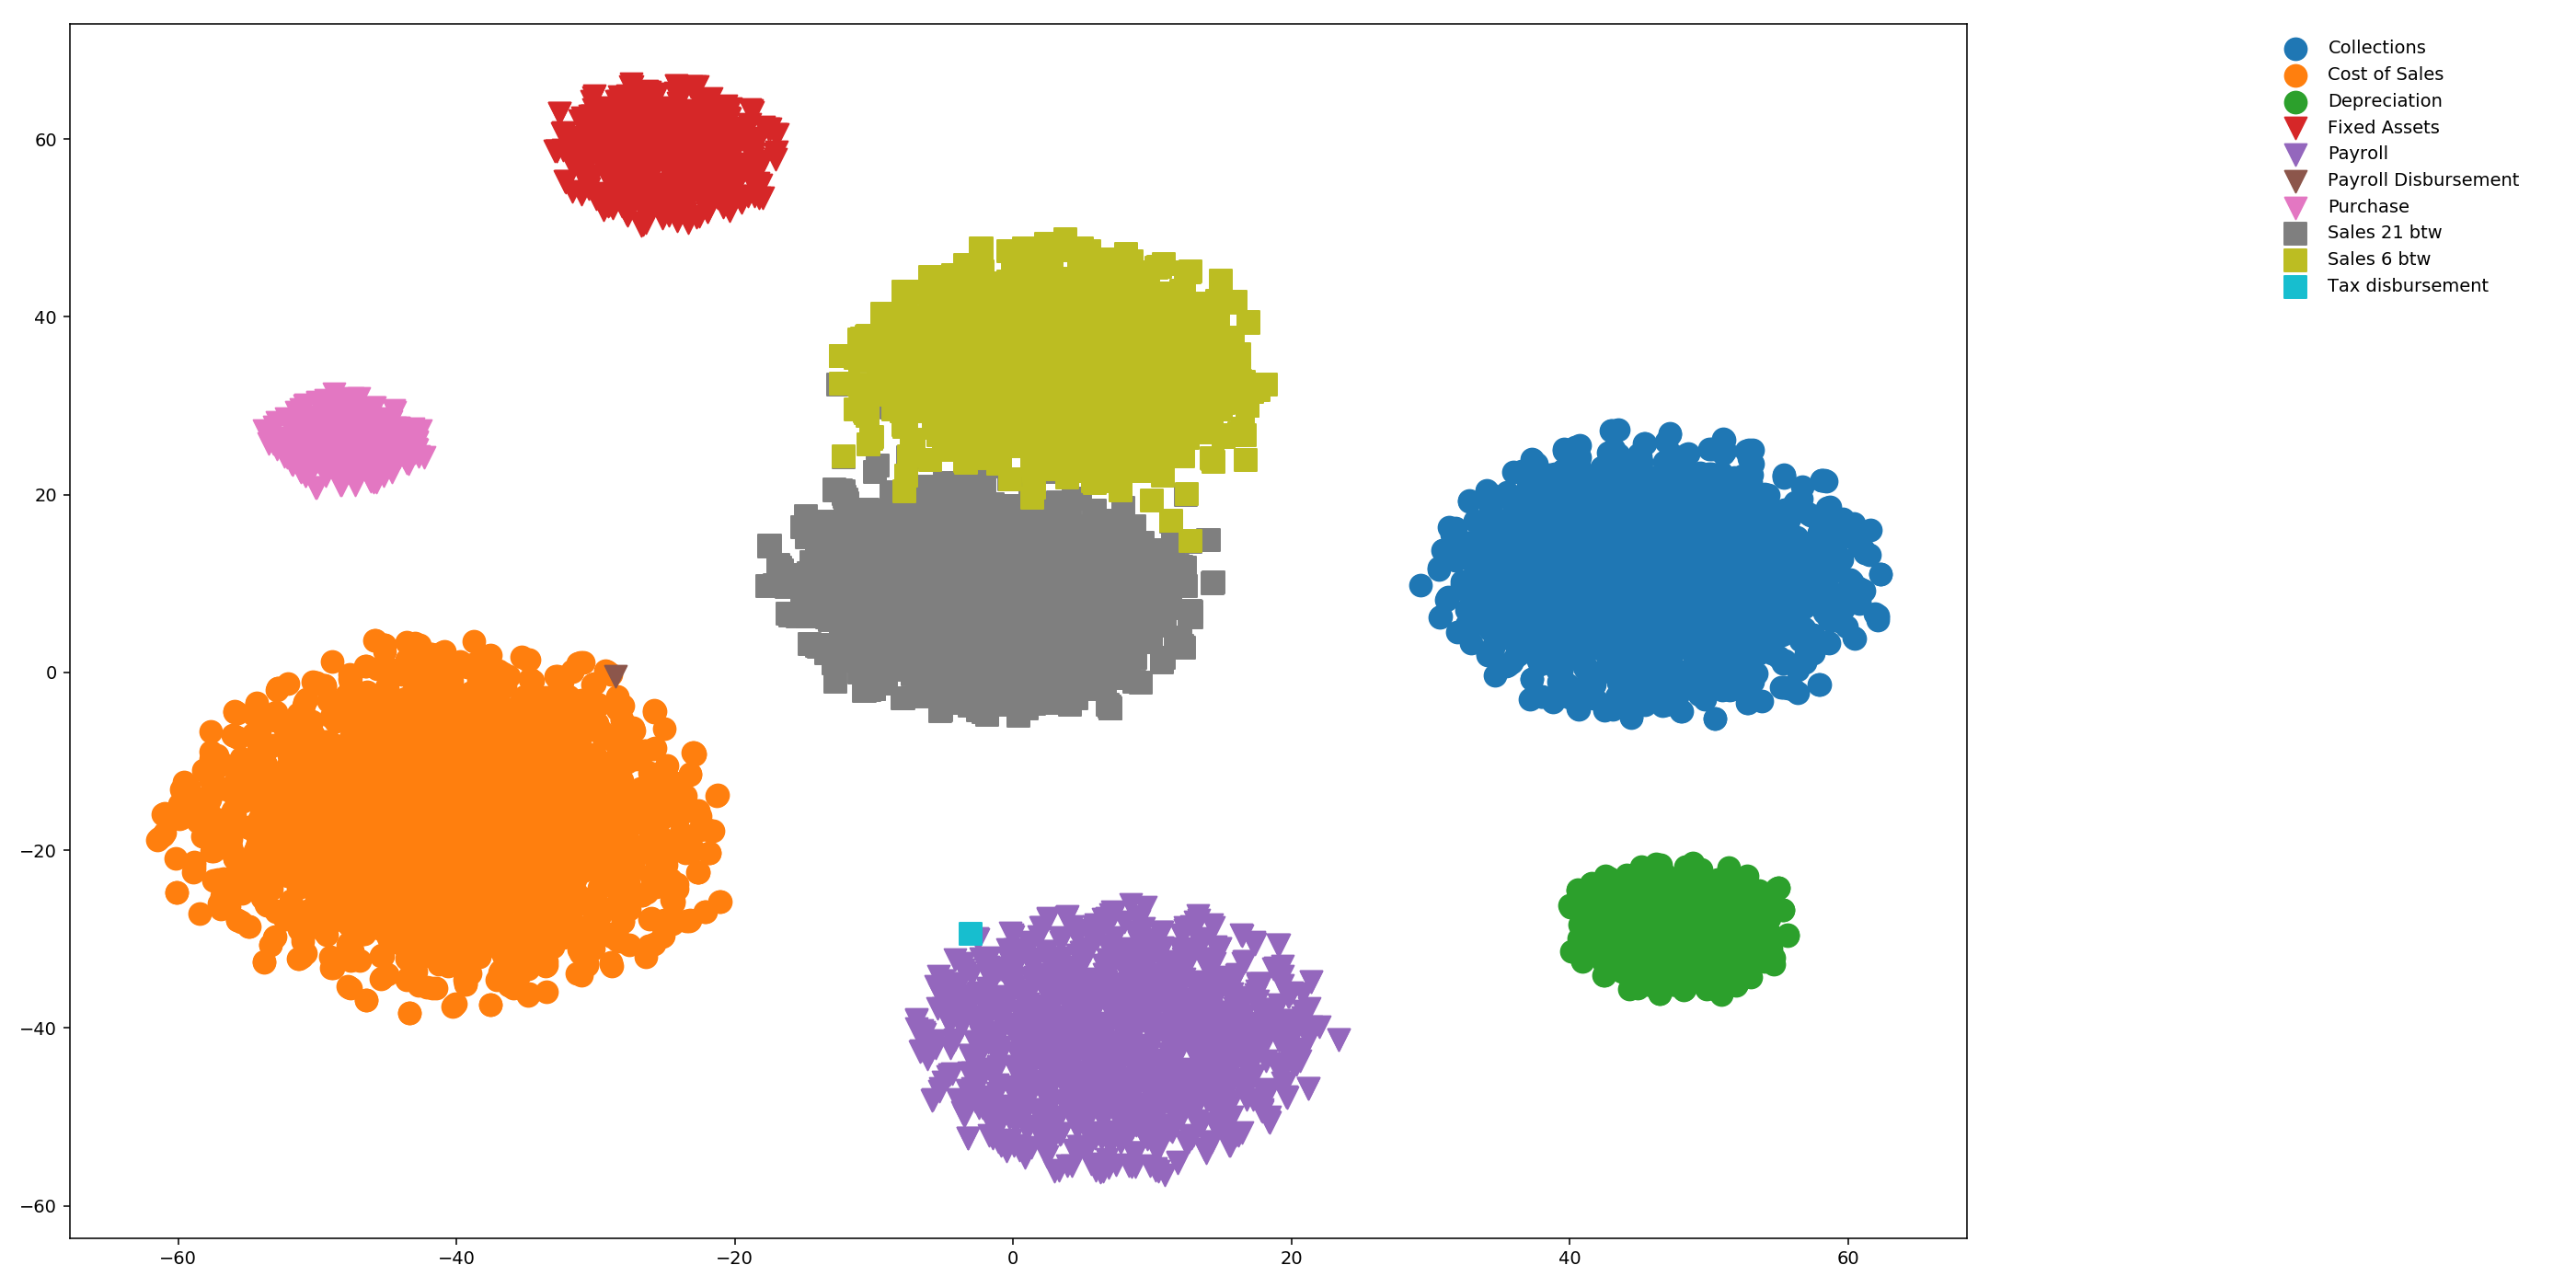 60
40
20
0
−20
−40
−60
−60 −40 −20 0 20 40 60
Collections
Cost of Sales
Depreciation
Fixed Assets
Payroll
Payroll Disbursement
Purchase
Sales 21 btw
Sales 6 btw
Tax disbursement